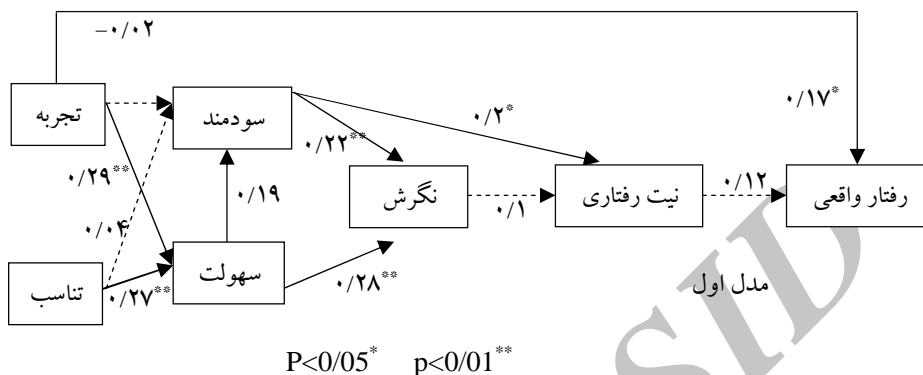 −۰/۰۲
تجربه
سودمند
۰/۱۷*
۰/۲*
۰/۲۲**
۰/۲۹**
۰/۱۹
نگرش
نیت رفتاری
رفتار واقعی
۰/۱
۰/۱۲
۰/۰۴
تناسب
سهولت
۰/۲۷**
۰/۲۸**
مدل اول
P<0/05* p<0/01**
SID